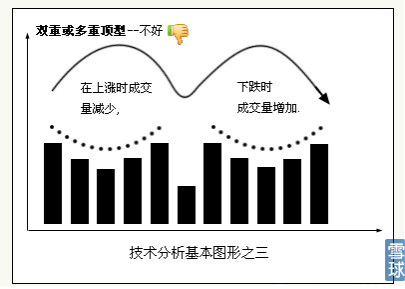 双重或多重顶型--不好
在上涨时成交
量减少,
下跌时
成交量增加.
技术分析基本图形之三
雪球